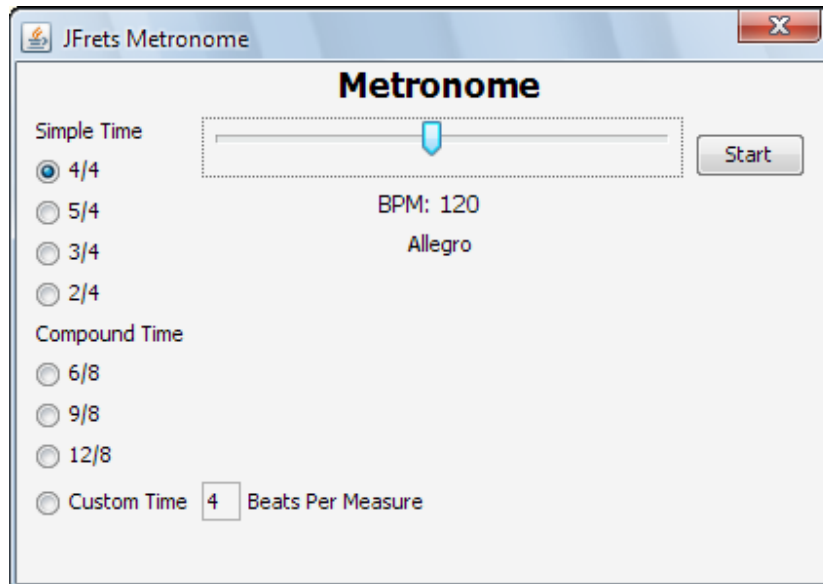 JFrets Metronome
Metronome
Simple Time
Start
4/4
5/4
BPM: 120
3/4
Allegro
2/4
Compound Time
6/8
9/8
12/8
Custom Time 4 Beats Per Measure